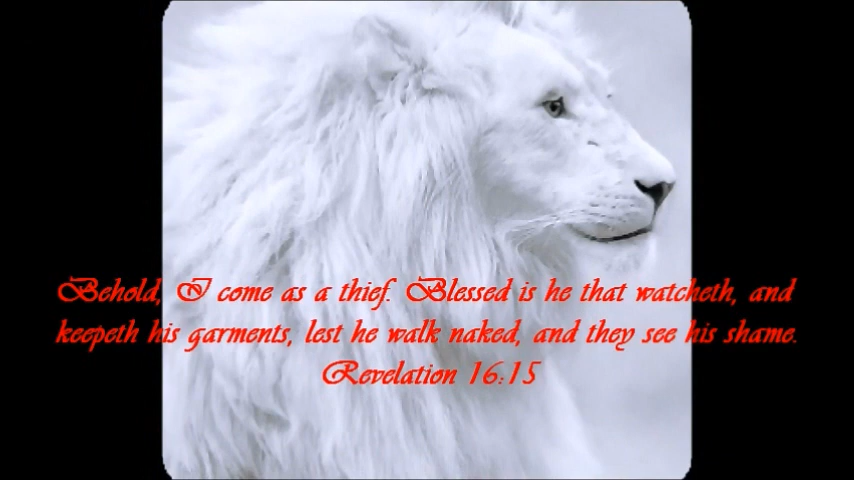 Behold, I come as a thief. Blessed is he that watcheth, and
keepeth his garments, lest he walk naked, and they see his shame.
Revelation 16:15